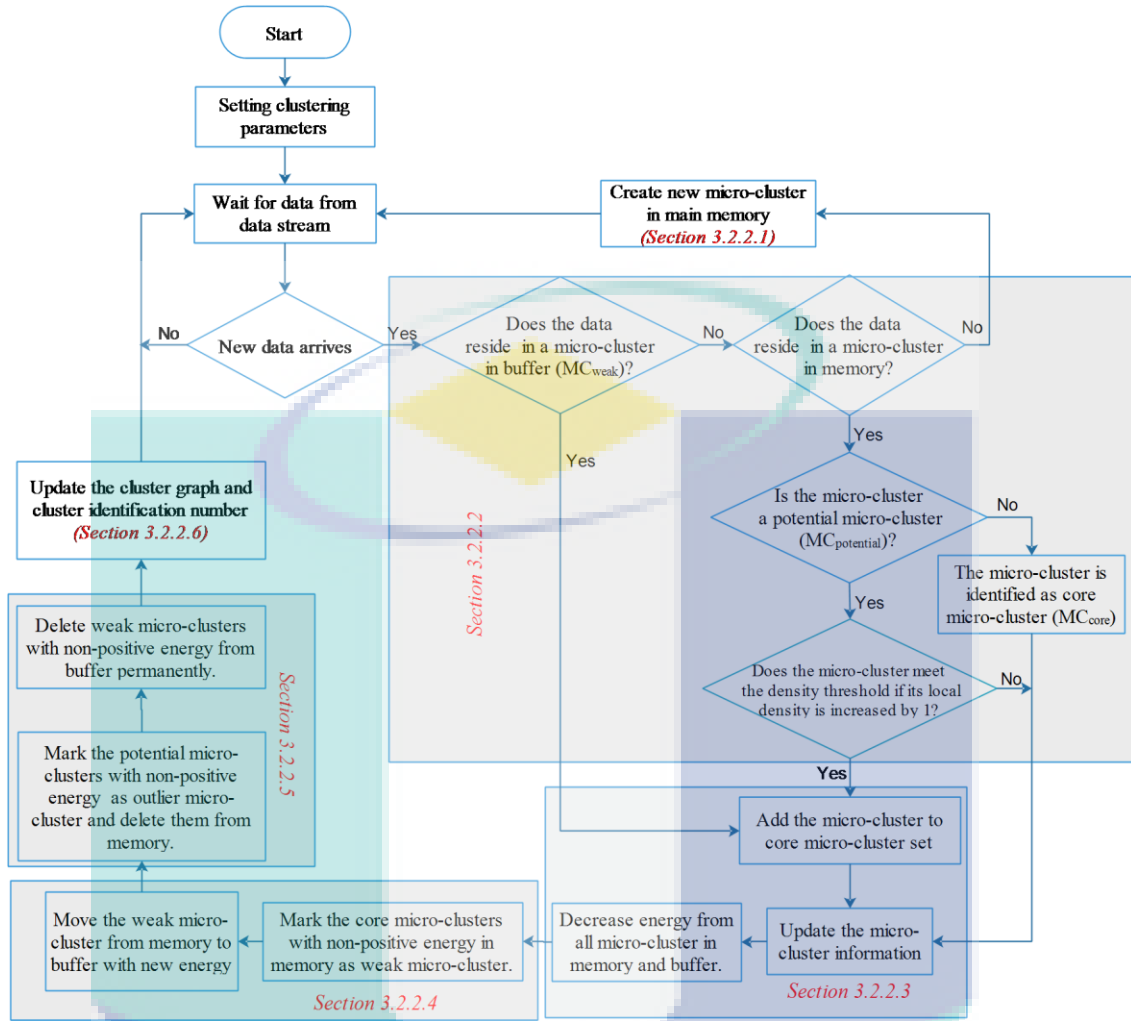 Start
Setting clustering
parameters
Wait for data from
data stream
Create new micro-cluster
in main memory
(Section 3.2.2.1)
No
New data arrives
Yes
Does the data
reside in a micro-cluster
in buffer (MCweak)?
No
Does the data
reside in a micro-cluster
in memory?
No
Yes
Yes
Update the cluster graph and
cluster identification number
(Section 3.2.2.6)
Section 3.2.2.2
Is the micro-cluster
a potential micro-cluster
(MCpotential)?
No
The micro-cluster is
identified as core
micro-cluster (MCcore)
Yes
Delete weak micro-clusters
with non-positive energy from
buffer permanently.
Section 3.2.2.5
Does the micro-cluster meet
the density threshold if its local
density is increased by 1?
No
Yes
Mark the potential micro-
clusters with non-positive
energy as outlier micro-
cluster and delete them from
memory.
Add the micro-cluster to
core micro-cluster set
Move the weak micro-
cluster from memory to
buffer with new energy
Mark the core micro-clusters
with non-positive energy in
memory as weak micro-cluster.
Decrease energy from
all micro-cluster in
memory and buffer.
Update the micro-
cluster information
Section 3.2.2.4
Section 3.2.2.3